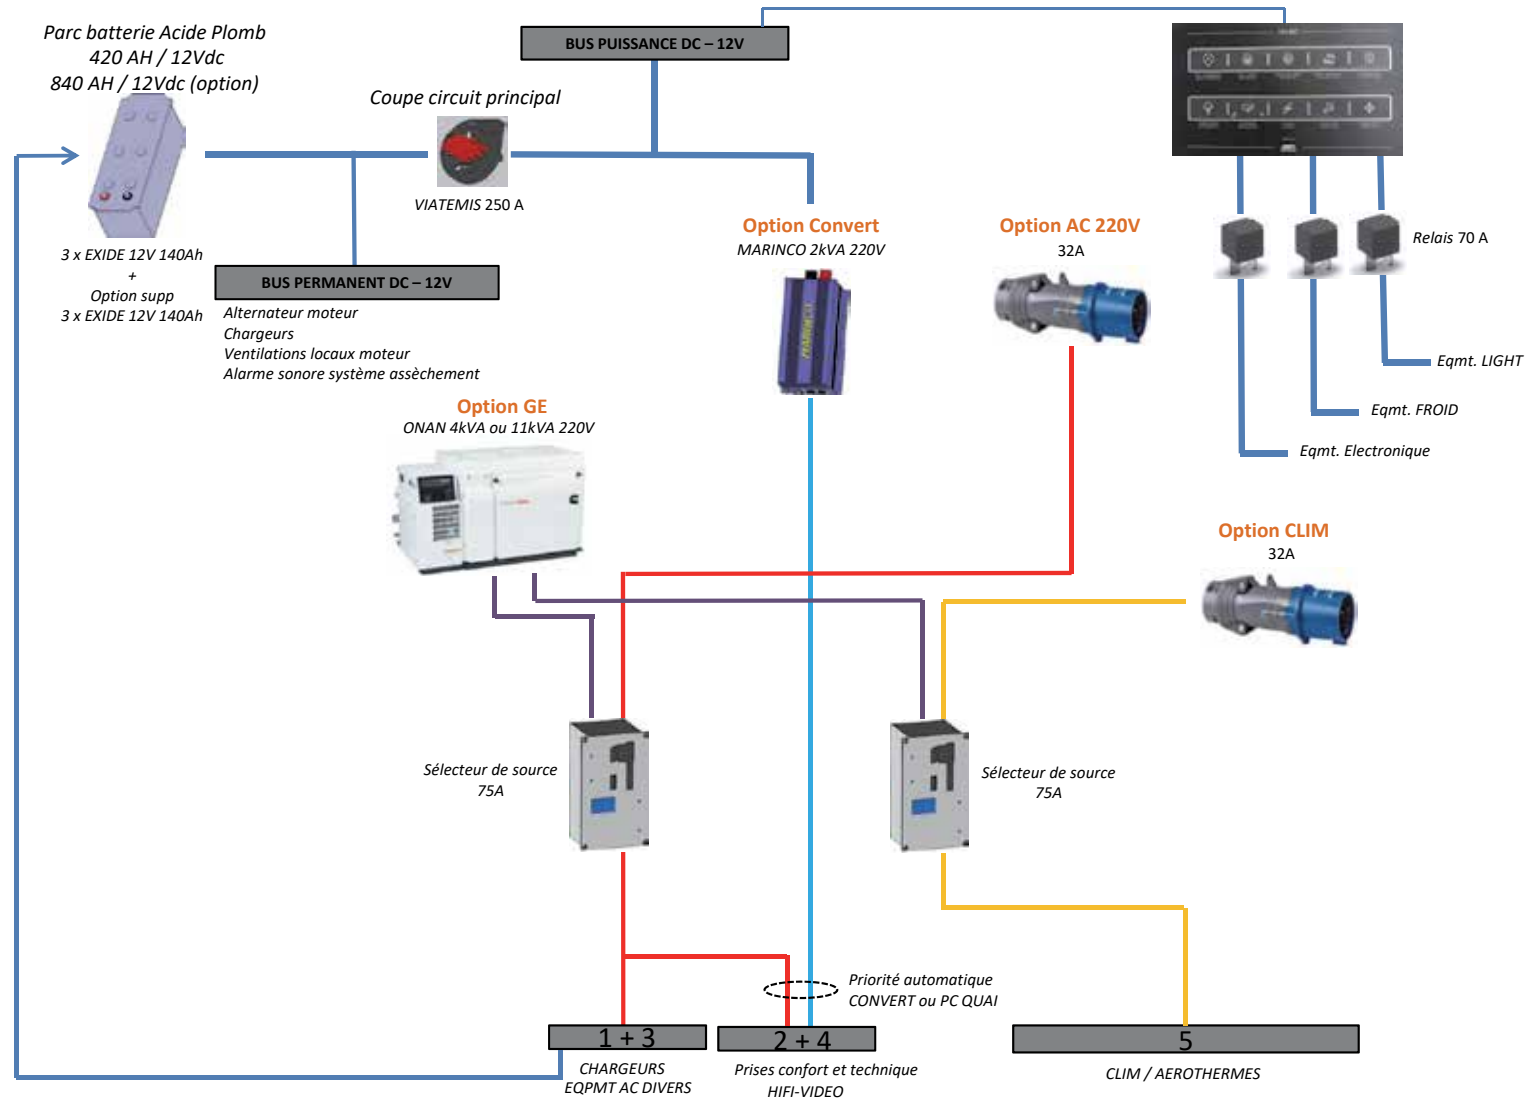 Parc batterie Acide Plomb
420 AH / 12Vdc
840 AH / 12Vdc (option)
BUS PUISSANCE DC – 12V
Coupe circuit principal
VIATEMIS 250 A
3 x EXIDE 12V 140Ah
+
Option supp
3 x EXIDE 12V 140Ah
BUS PERMANENT DC – 12V
Alternateur moteur
Chargeurs
Ventilations locaux moteur
Alarme sonore système assèchement
Option Convert
MARINCO 2kVA 220V
MARINCO
Option AC 220V
32A
Relais 70 A
Eqmt. LIGHT
Eqmt. FROID
Eqmt. Electronique
Option GE
ONAN 4kVA ou 11kVA 220V
Option CLIM
32A
Sélecteur de source
75A
Sélecteur de source
75A
Priorité automatique
CONVERT ou PC QUAI
1 + 3
2 + 4
5
CHARGEURS
EQPMT AC DIVERS
Prises confort et technique
HIFI-VIDEO
CLIM / AEROTHERMES